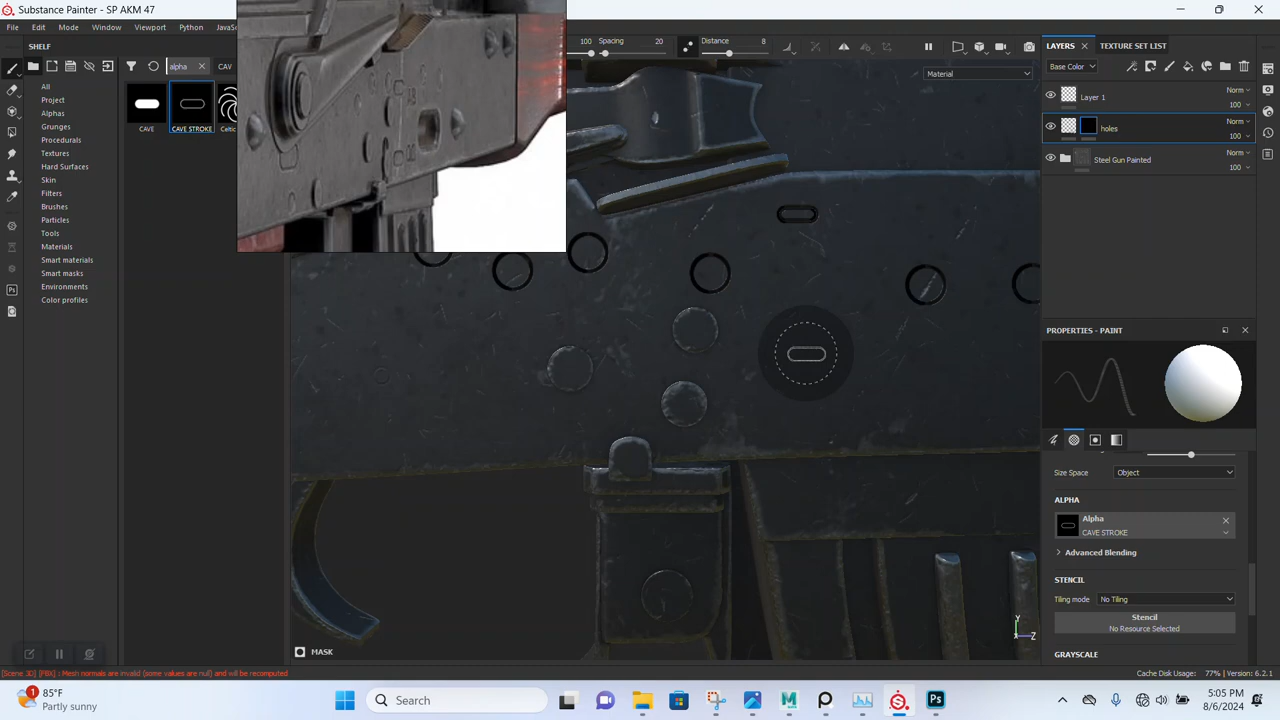 Substance Painter - SP AKM 47
File Edit Mode Window Viewport Python JavaS
SHELF
100 Spacing 20 Distance 8
LAYERS TEXTURE SET LIST
alpha CAV
Material
Base Color
All
Project
Alphas
Grunges
Procedurals
Textures
Hard Surfaces
Skin
Filters
Brushes
Particles
Tools
Materials
Smart materials
Smart masks
Environments
Color profiles
CAVE CAVE STROKE Celtic
Layer 1 Norm 100
holes Norm 100
Steel Gun Painted Norm 100
PROPERTIES - PAINT
Size Space Object
ALPHA
Alpha
CAVE STROKE
Advanced Blending
STENCIL
Tiling mode No Tiling
Stencil
No Resource Selected
GRAYSCALE
Y
Z
MASK
[Scene 3D] [FBX] : Mesh normals are invalid (some values are null) and will be recomputed
Cache Disk Usage: 77% | Version: 6.2.1
1
85°F
Partly sunny
Search
Ps
5:05 PM
8/6/2024